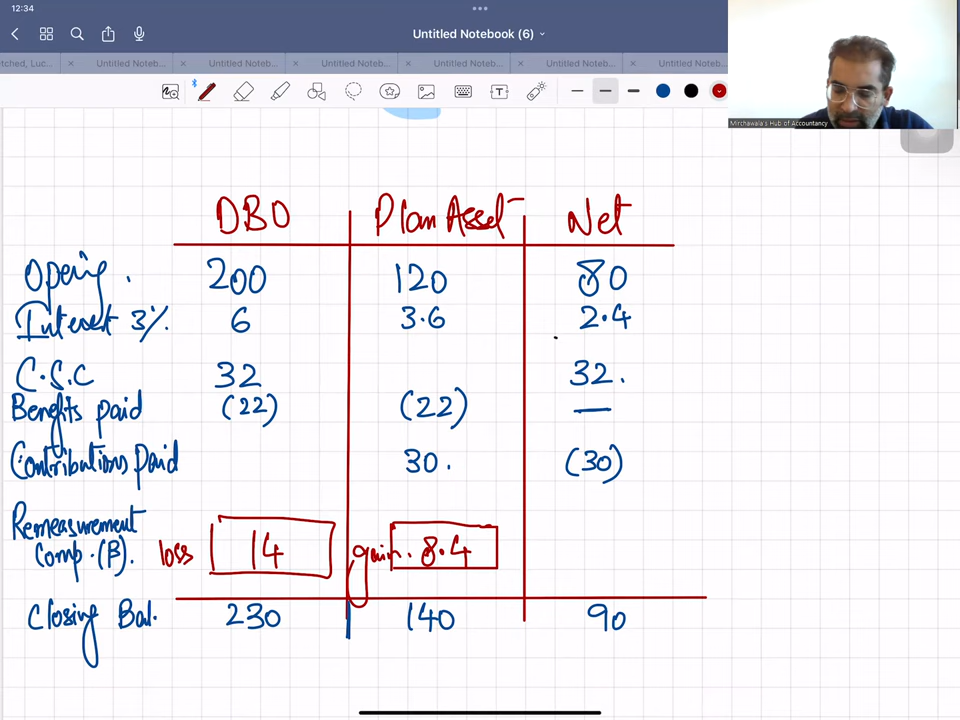 12:34
Untitled Notebook (6)
etched, Luc...
Untitled Noteb...
Untitled Noteb...
Untitled Noteb...
Untitled Noteb...
Untitled Noteb...
Untitled Noteb...
Mirchawala's Hub of Accountancy
DBO Plan Asset Net
Opening. 200 120 80
Interest 3% 6 3.6 2.4
C.S.C 32 32.
Benefits paid (22) (22) —
Contributions Paid 30. (30)
Remeasurement
Comp.(B). loss 14 gain. 8.4
Closing Bal. 230 140 90